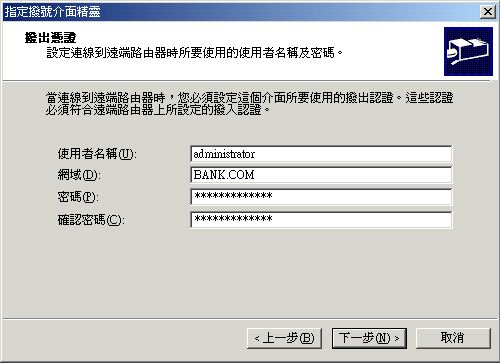 指定撥號介面精靈
撥出憑證
設定連線到遠端路由器時所要使用的使用者名稱及密碼。
當連線到遠端路由器時，您必須設定這個介面所要使用的撥出認證。這些認證
必須符合遠端路由器上所設定的撥入認證。
使用者名稱(U): administrator
網域(D): BANK.COM
密碼(P): *************
確認密碼(C): *************
< 上一步(B) 下一步(N) > 取消